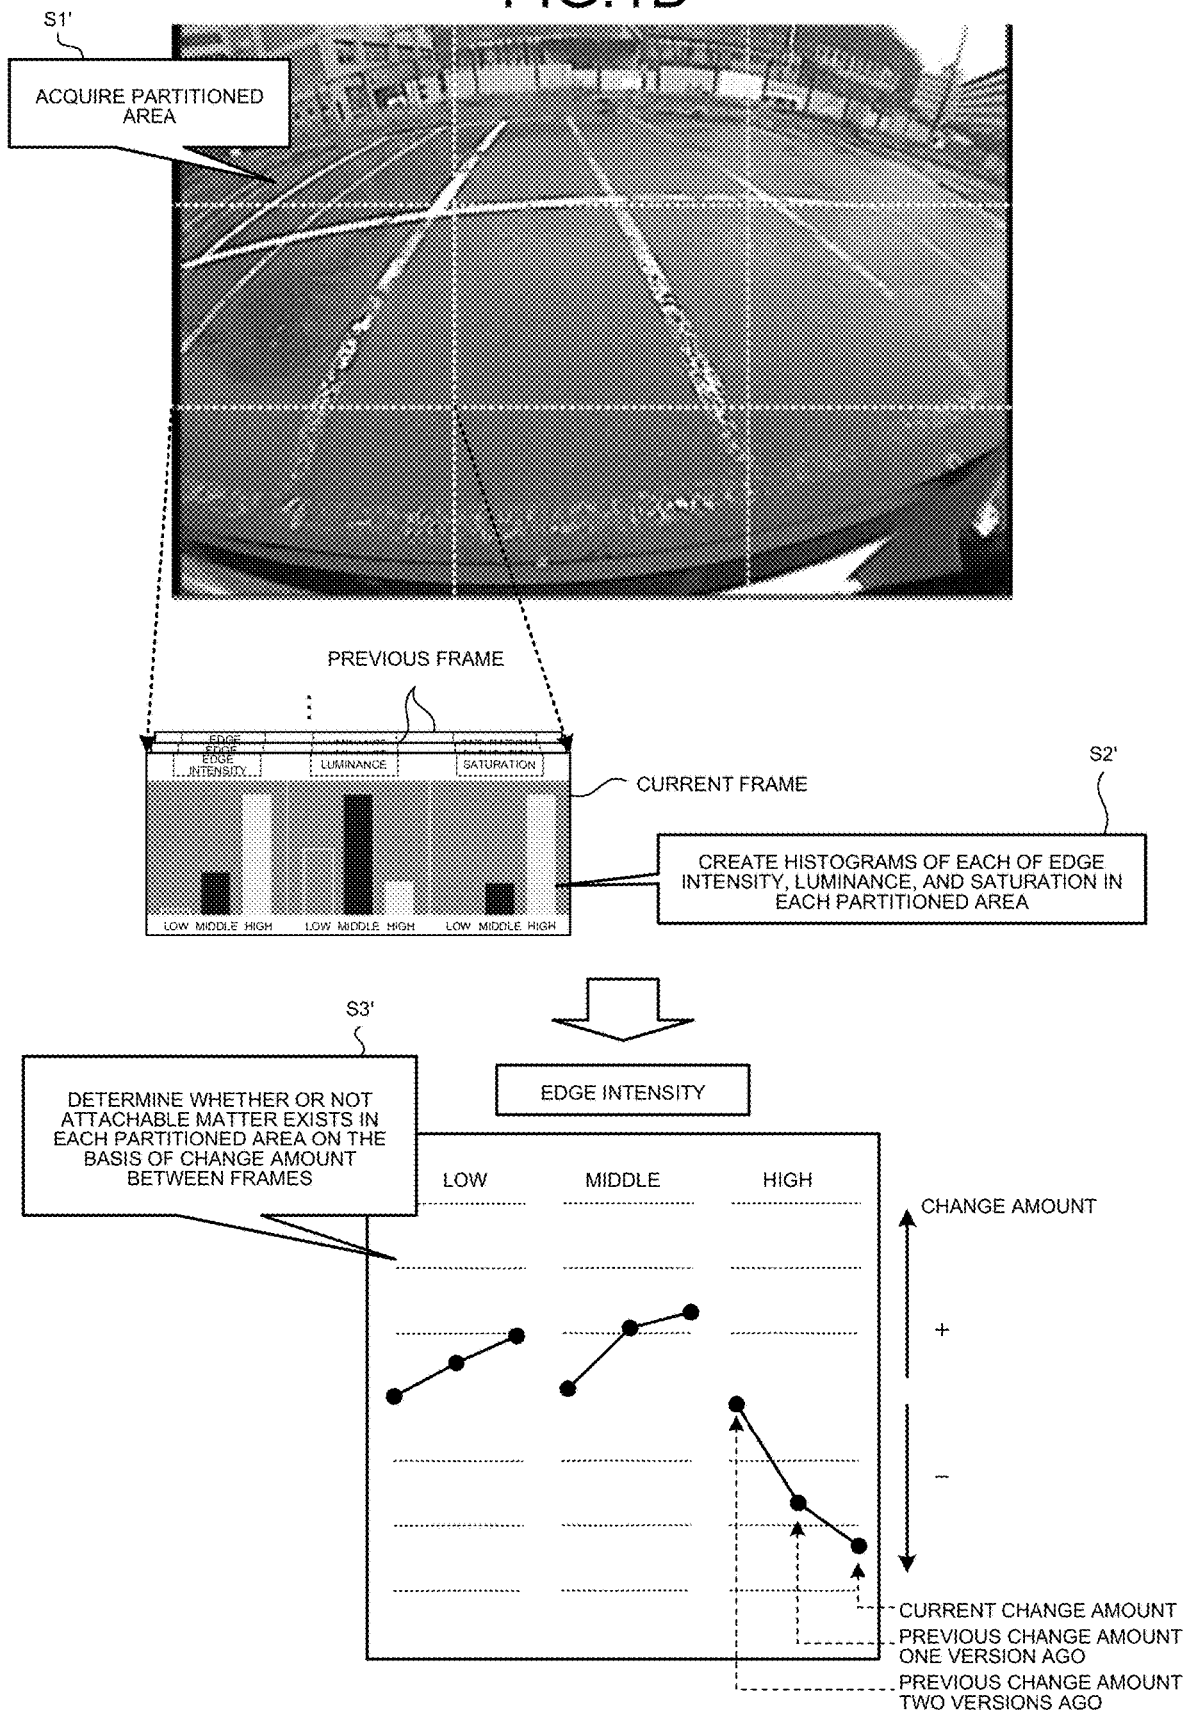 FIG.1B
S1'
ACQUIRE PARTITIONED
AREA
PREVIOUS FRAME
EDGE
EDGE
EDGE
INTENSITY
LUMINANCE
SATURATION
CURRENT FRAME
S2'
CREATE HISTOGRAMS OF EACH OF EDGE
INTENSITY, LUMINANCE, AND SATURATION IN
EACH PARTITIONED AREA
LOW MIDDLE HIGH LOW MIDDLE HIGH LOW MIDDLE HIGH
S3'
DETERMINE WHETHER OR NOT
ATTACHABLE MATTER EXISTS IN
EACH PARTITIONED AREA ON THE
BASIS OF CHANGE AMOUNT
BETWEEN FRAMES
EDGE INTENSITY
LOW MIDDLE HIGH
CHANGE AMOUNT
+
−
CURRENT CHANGE AMOUNT
PREVIOUS CHANGE AMOUNT
ONE VERSION AGO
PREVIOUS CHANGE AMOUNT
TWO VERSIONS AGO